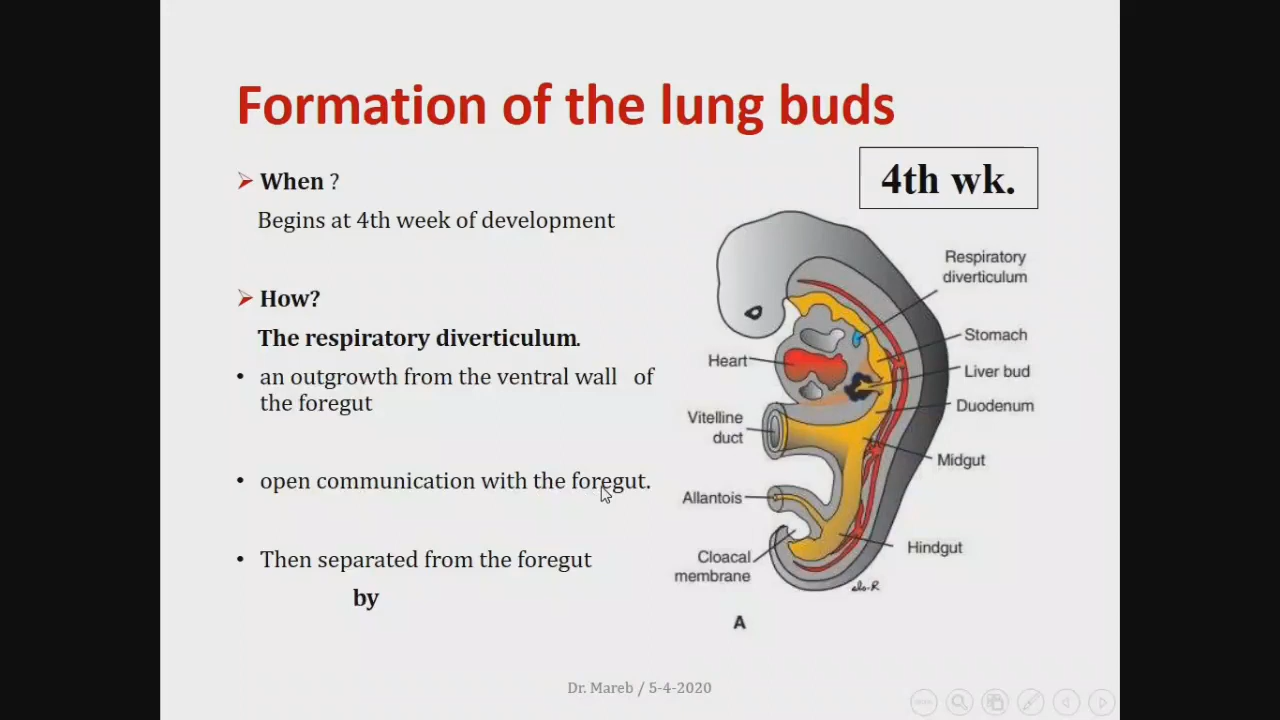 Formation of the lung buds
When ?
Begins at 4th week of development
How?
The respiratory diverticulum.
• an outgrowth from the ventral wall of
the foregut
• open communication with the foregut.
• Then separated from the foregut
by
4th wk.
Respiratory
diverticulum
Stomach
Liver bud
Duodenum
Midgut
Hindgut
Heart
Vitelline
duct
Allantois
Cloacal
membrane
A
Dr. Mareb / 5-4-2020